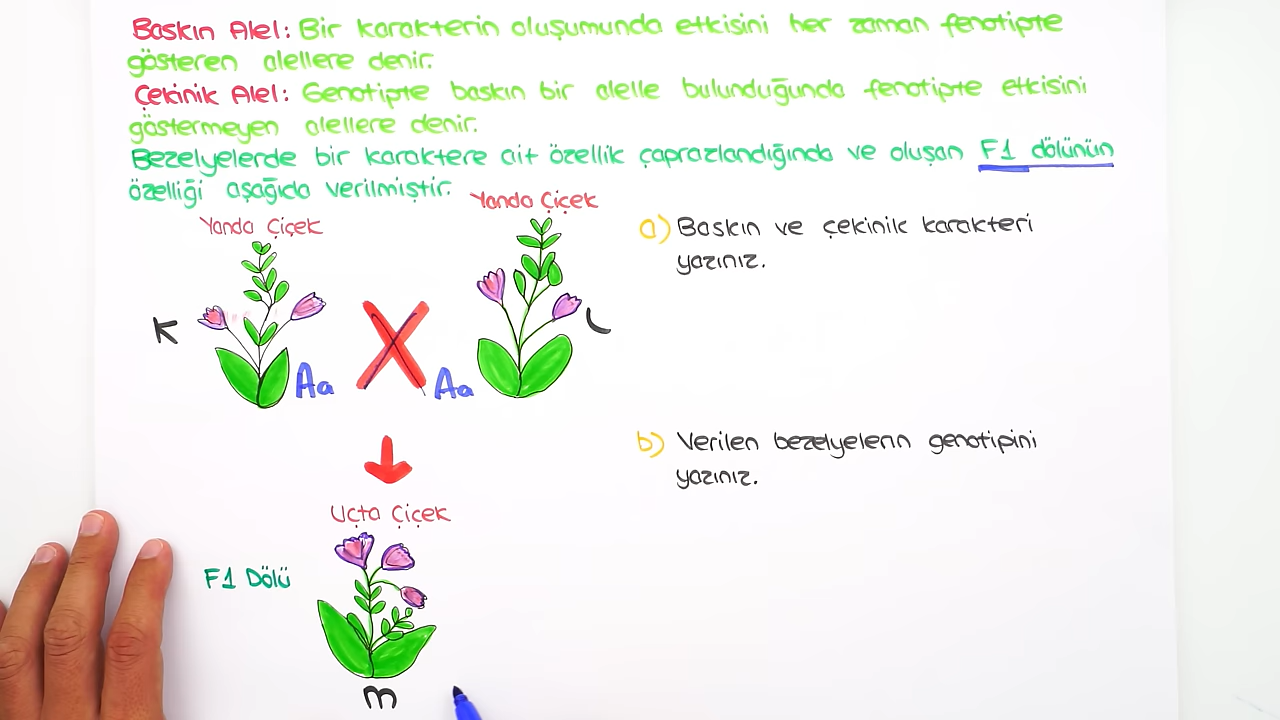 Baskın Alel: Bir karakterin oluşumunda etkisini her zaman fenotipte
gösteren alellere denir.
Çekinik Alel: Genotipte baskın bir alelle bulunduğunda fenotipte etkisini
göstermeyen alellere denir.
Bezelyelerde bir karaktere ait özellik çaprazlandığında ve oluşan F1 dölünün
özelliği aşağıda verilmiştir.
Yanda Çiçek
Yanda Çiçek
K
L
Aa
Aa
Uçta Çiçek
F1 Dölü
m
a) Baskın ve çekinik karakteri
yazınız.
b) Verilen bezelyelerin genotipini
yazınız.